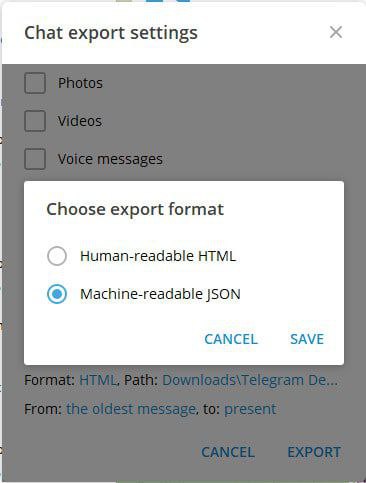 Chat export settings
Photos
Videos
Voice messages
Choose export format
Human-readable HTML
Machine-readable JSON
CANCEL SAVE
Format: HTML, Path: Downloads\Telegram De...
From: the oldest message, to: present
CANCEL EXPORT